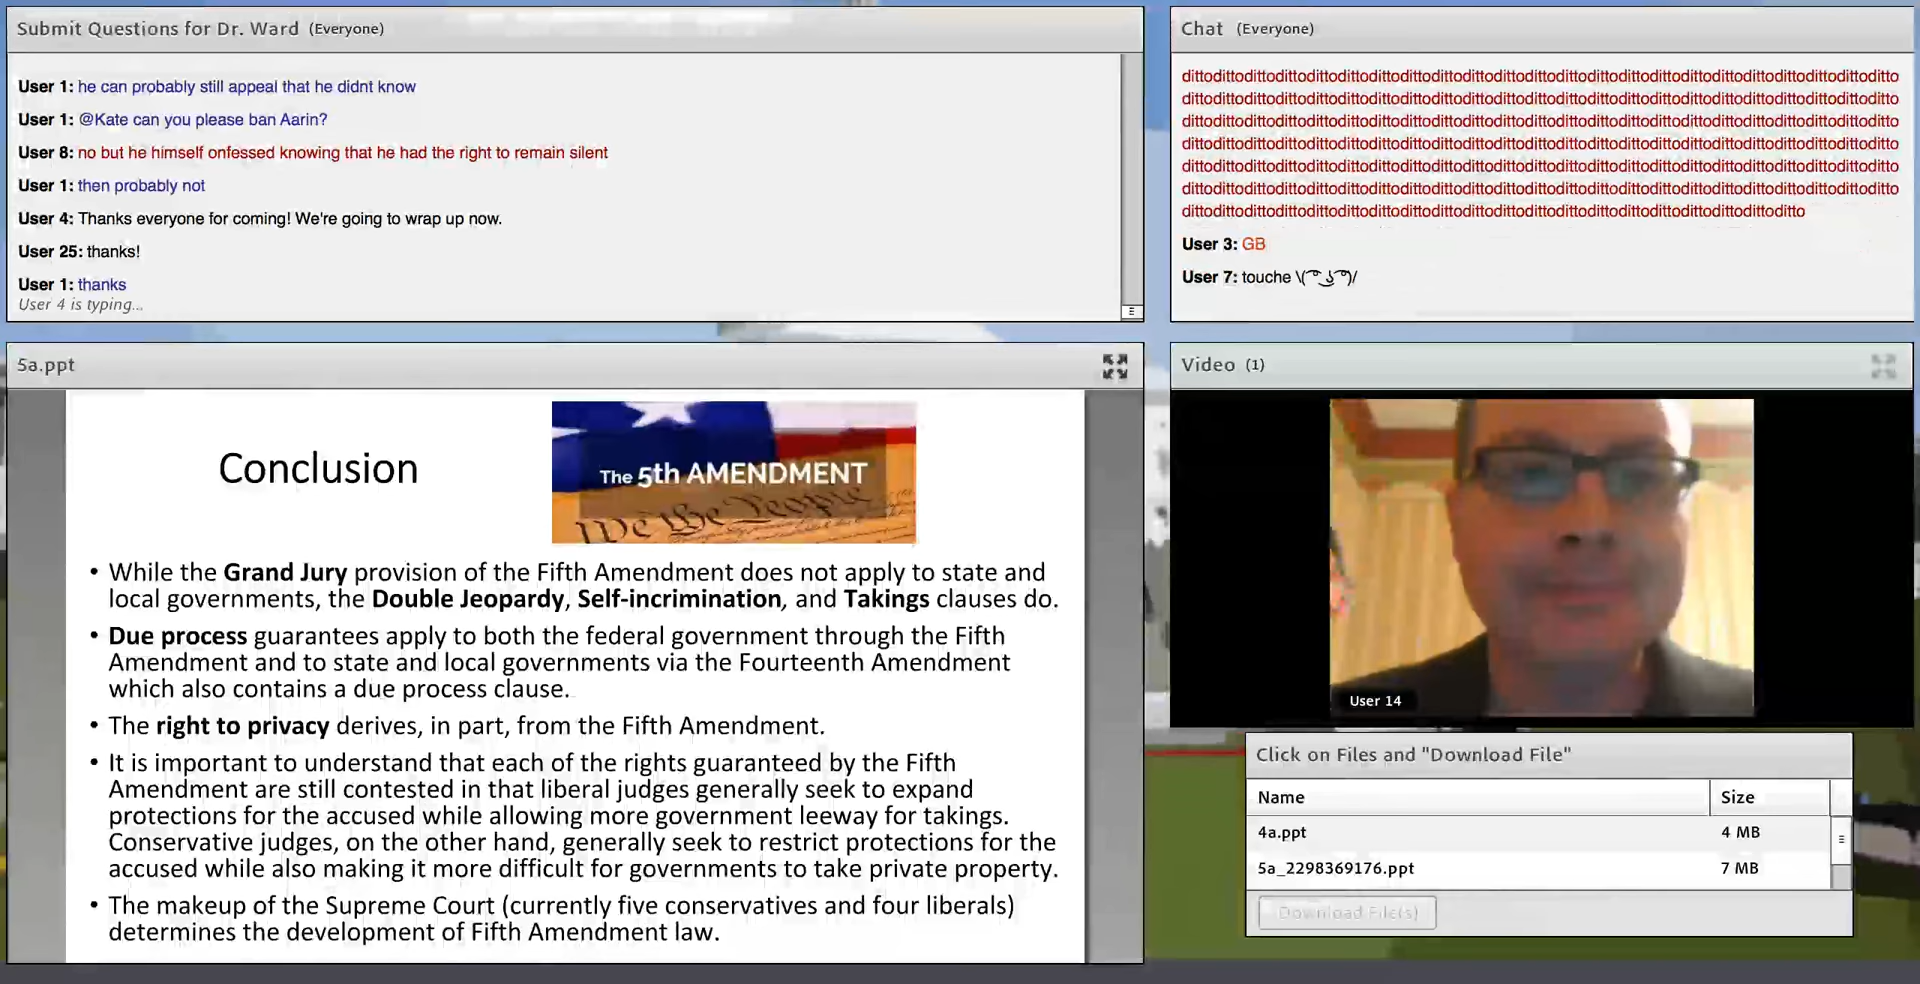 Submit Questions for Dr. Ward (Everyone)
User 1: he can probably still appeal that he didnt know
User 1: @Kate can you please ban Aarin?
User 8: no but he himself onfessed knowing that he had the right to remain silent
User 1: then probably not
User 4: Thanks everyone for coming! We're going to wrap up now.
User 25: thanks!
User 1: thanks
User 4 is typing...
Chat (Everyone)
dittodittodittodittodittodittodittodittodittodittodittodittodittodittodittodittodittodittodittodittodittodittoditto
dittodittodittodittodittodittodittodittodittodittodittodittodittodittodittodittodittodittodittodittodittodittoditto
dittodittodittodittodittodittodittodittodittodittodittodittodittodittodittodittodittodittodittodittodittodittoditto
dittodittodittodittodittodittodittodittodittodittodittodittodittodittodittodittodittodittodittodittodittodittoditto
dittodittodittodittodittodittodittodittodittodittodittodittodittodittodittodittodittodittodittodittodittodittoditto
dittodittodittodittodittodittodittodittodittodittodittodittodittodittodittodittodittodittodittodittodittodittoditto
dittodittodittodittodittodittodittodittodittodittodittodittodittodittodittodittodittodittodittoditto
User 3: GB
User 7: touche \( ͡° ͜ʖ ͡°)/
5a.ppt
Conclusion
The 5th AMENDMENT
We the People
• While the Grand Jury provision of the Fifth Amendment does not apply to state and
local governments, the Double Jeopardy, Self-incrimination, and Takings clauses do.
• Due process guarantees apply to both the federal government through the Fifth
Amendment and to state and local governments via the Fourteenth Amendment
which also contains a due process clause.
• The right to privacy derives, in part, from the Fifth Amendment.
• It is important to understand that each of the rights guaranteed by the Fifth
Amendment are still contested in that liberal judges generally seek to expand
protections for the accused while allowing more government leeway for takings.
Conservative judges, on the other hand, generally seek to restrict protections for the
accused while also making it more difficult for governments to take private property.
• The makeup of the Supreme Court (currently five conservatives and four liberals)
determines the development of Fifth Amendment law.
Video (1)
User 14
Click on Files and "Download File"
Name Size
4a.ppt 4 MB
5a_2298369176.ppt 7 MB
Download File(s)